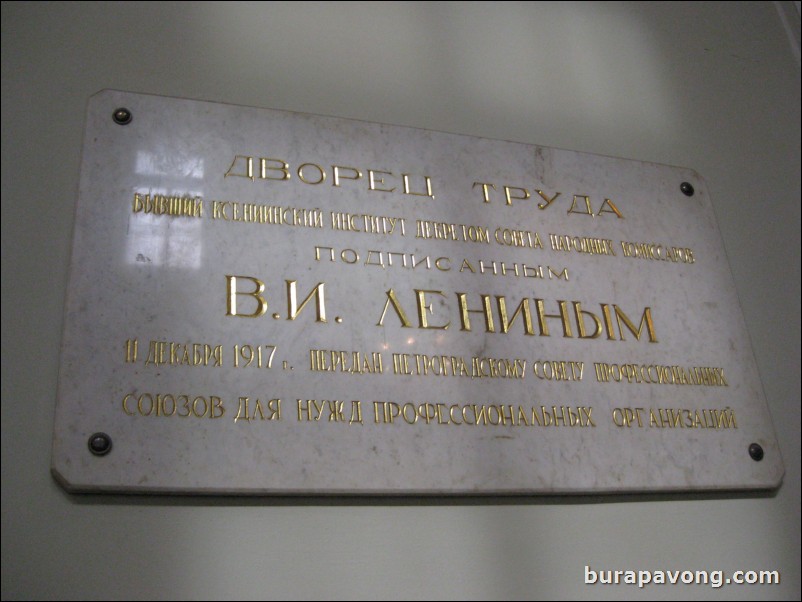 ДВОРЕЦ ТРУДА
БЫВШИЙ КСЕНИИНСКИЙ ИНСТИТУТ ДЕКРЕТОМ СОВЕТА НАРОДНЫХ КОМИССАРОВ
ПОДПИСАННЫМ
В.И. ЛЕНИНЫМ
11 ДЕКАБРЯ 1917 г. ПЕРЕДАН ПЕТРОГРАДСКОМУ СОВЕТУ ПРОФЕССИОНАЛЬНЫХ
СОЮЗОВ ДЛЯ НУЖД ПРОФЕССИОНАЛЬНЫХ ОРГАНИЗАЦИЙ
burapavong.com